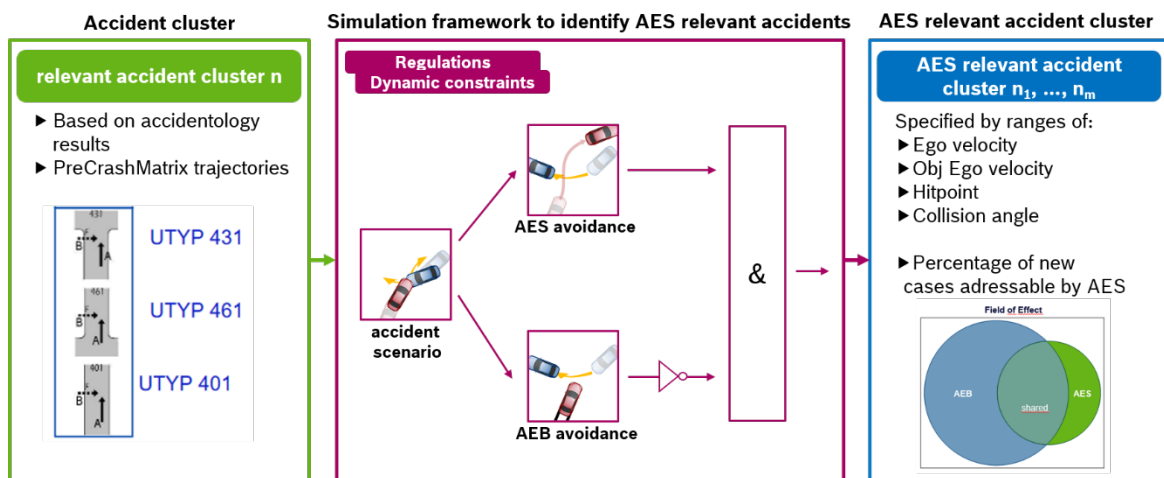 Accident cluster
relevant accident cluster n
▶ Based on accidentology
results
▶ PreCrashMatrix trajectories
431
F
B
A
UTYP 431
461
F
B
A
UTYP 461
401
F
B
A
UTYP 401
Simulation framework to identify AES relevant accidents
Regulations
Dynamic constraints
accident
scenario
AES avoidance
AEB avoidance
&
AES relevant accident cluster
AES relevant accident
cluster n1, ..., nm
Specified by ranges of:
▶ Ego velocity
▶ Obj Ego velocity
▶ Hitpoint
▶ Collision angle
▶ Percentage of new
cases adressable by AES
Field of Effect
AEB
shared
AES